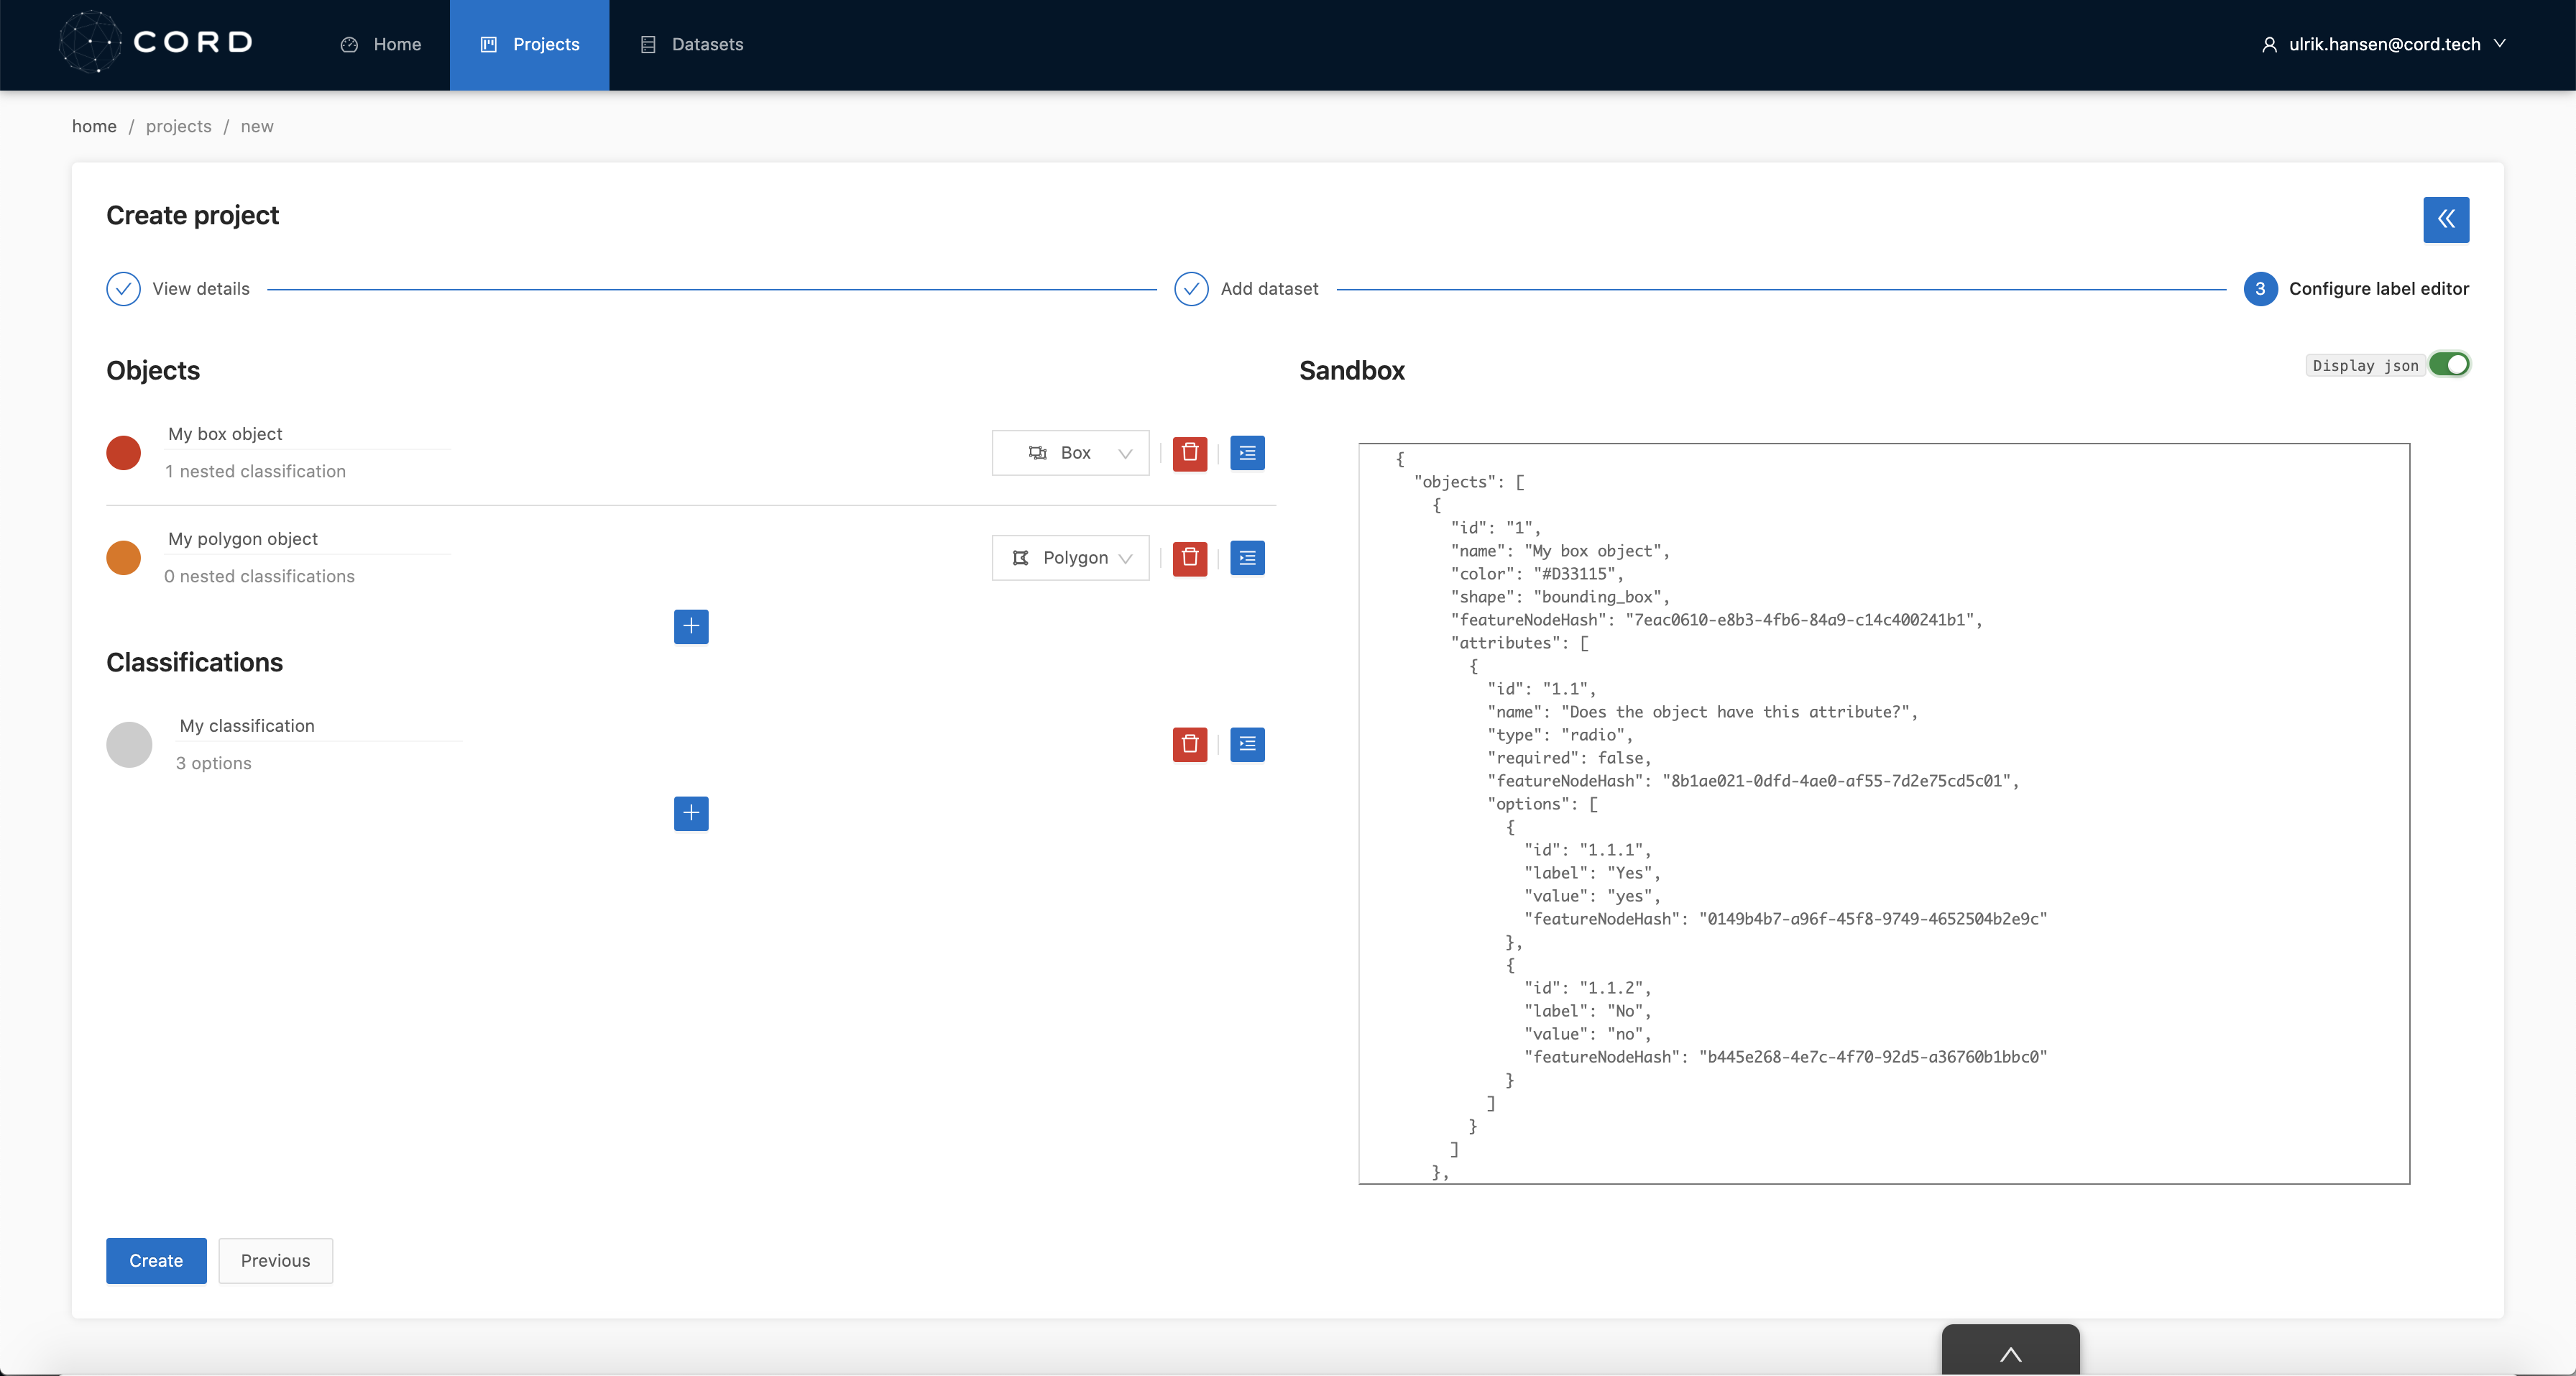 CORD
Home
Projects
Datasets
ulrik.hansen@cord.tech
home / projects / new
Create project
View details
Add dataset
3 Configure label editor
Objects
My box object
1 nested classification
Box
My polygon object
0 nested classifications
Polygon
Classifications
My classification
3 options
Create
Previous
Sandbox
Display json
{
"objects": [
{
"id": "1",
"name": "My box object",
"color": "#D33115",
"shape": "bounding_box",
"featureNodeHash": "7eac0610-e8b3-4fb6-84a9-c14c400241b1",
"attributes": [
{
"id": "1.1",
"name": "Does the object have this attribute?",
"type": "radio",
"required": false,
"featureNodeHash": "8b1ae021-0dfd-4ae0-af55-7d2e75cd5c01",
"options": [
{
"id": "1.1.1",
"label": "Yes",
"value": "yes",
"featureNodeHash": "0149b4b7-a96f-45f8-9749-4652504b2e9c"
},
{
"id": "1.1.2",
"label": "No",
"value": "no",
"featureNodeHash": "b445e268-4e7c-4f70-92d5-a36760b1bbc0"
}
]
}
]
},